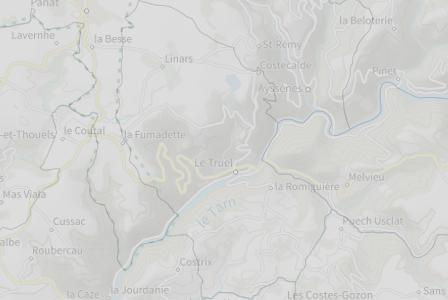 Panat
la Beloterie
Lavernhe
la Besse
St Rémy
Linars
Costecalde
Pinet
Ayssènes
-et-Thouels
le Coutal
la Fumadette
Le Truel
Melvieu
la Romiguière
Mas Viala
le Tarn
Cussac
Puech Usclat
albe
Roubercau
Costrix
la Caze
la Jourdanie
Les Costes-Gozon
Sans